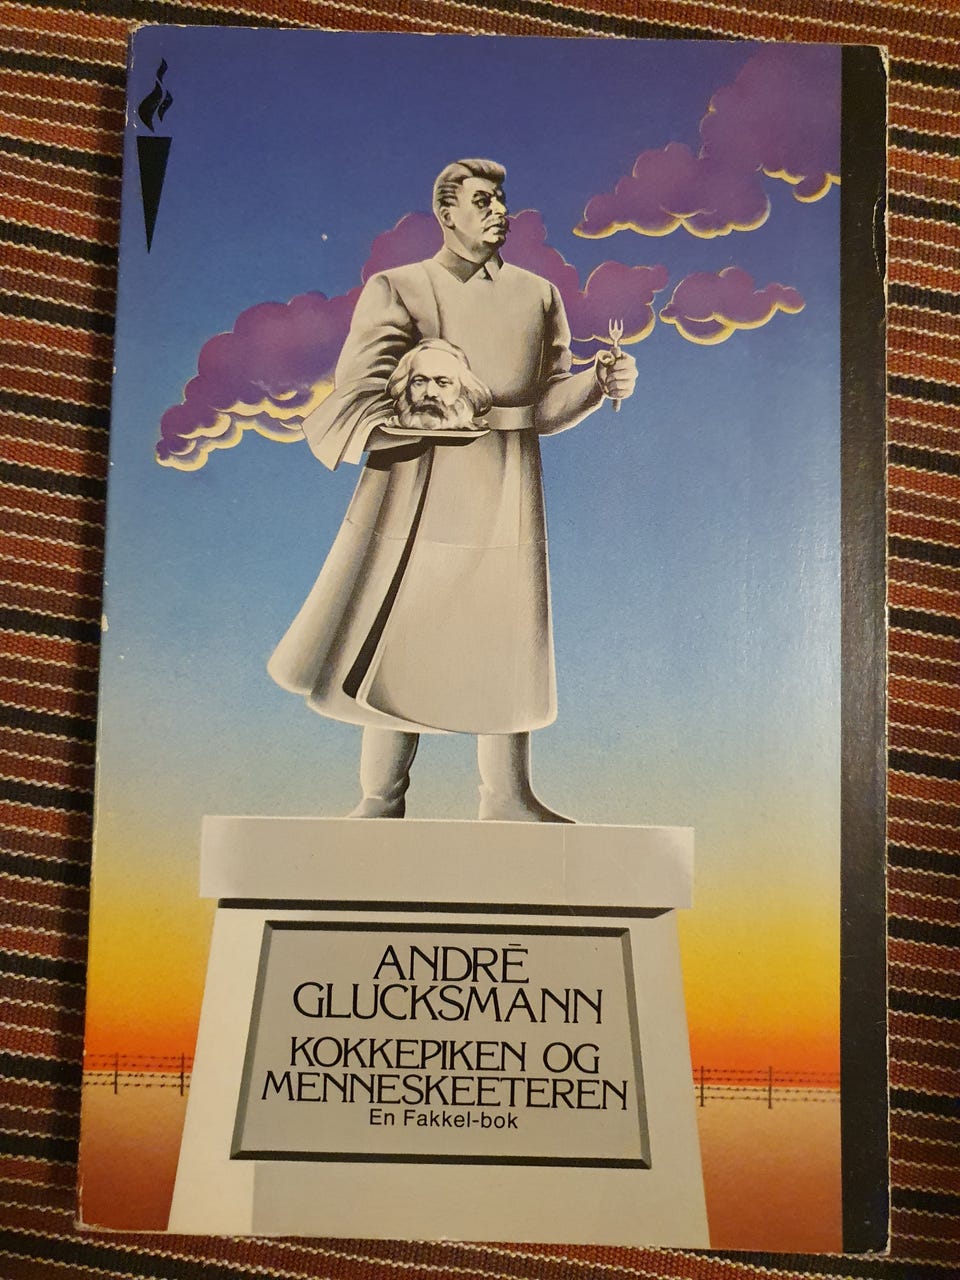 ANDRÉ
GLUCKSMANN
KOKKEPIKEN OG
MENNESKEETEREN
En Fakkel-bok